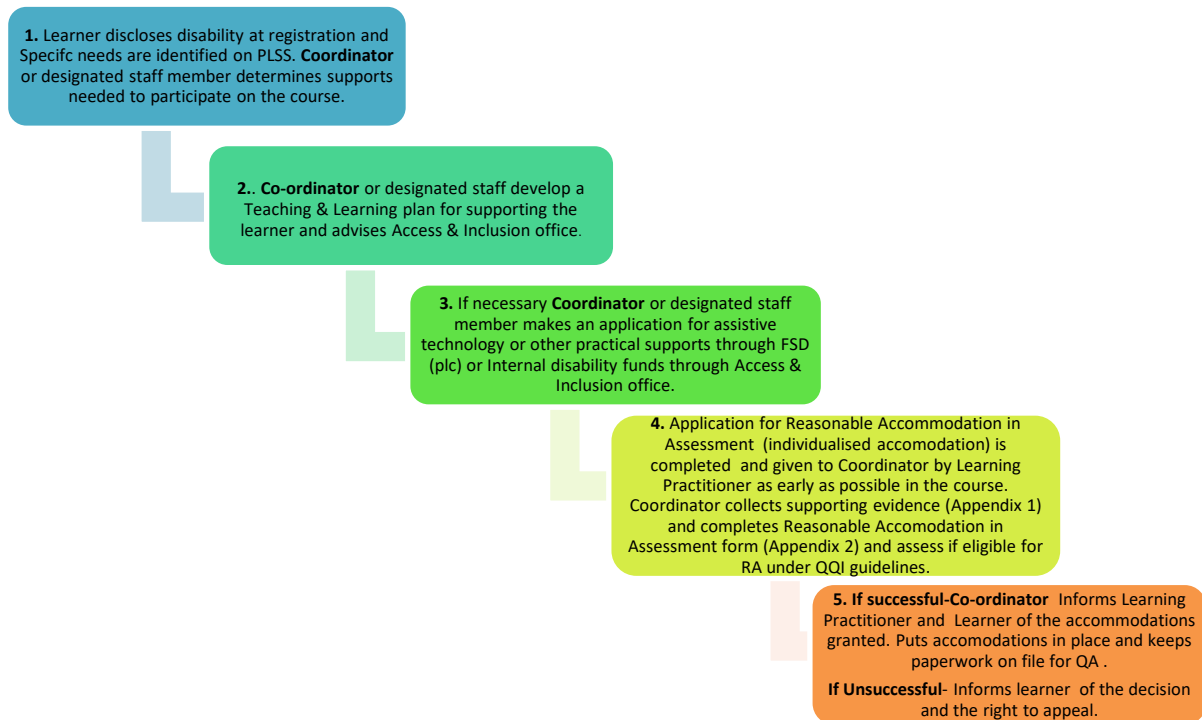 1. Learner discloses disability at registration and
Specifc needs are identified on PLSS. Coordinator
or designated staff member determines supports
needed to participate on the course.
2.. Co-ordinator or designated staff develop a
Teaching & Learning plan for supporting the
learner and advises Access & Inclusion office.
3. If necessary Coordinator or designated staff
member makes an application for assistive
technology or other practical supports through FSD
(plc) or Internal disability funds through Access &
Inclusion office.
4. Application for Reasonable Accommodation in
Assessment (individualised accomodation) is
completed and given to Coordinator by Learning
Practitioner as early as possible in the course.
Coordinator collects supporting evidence (Appendix 1)
and completes Reasonable Accomodation in
Assessment form (Appendix 2) and assess if eligible for
RA under QQI guidelines.
5. If successful-Co-ordinator Informs Learning
Practitioner and Learner of the accommodations
granted. Puts accomodations in place and keeps
paperwork on file for QA .
If Unsuccessful- Informs learner of the decision
and the right to appeal.